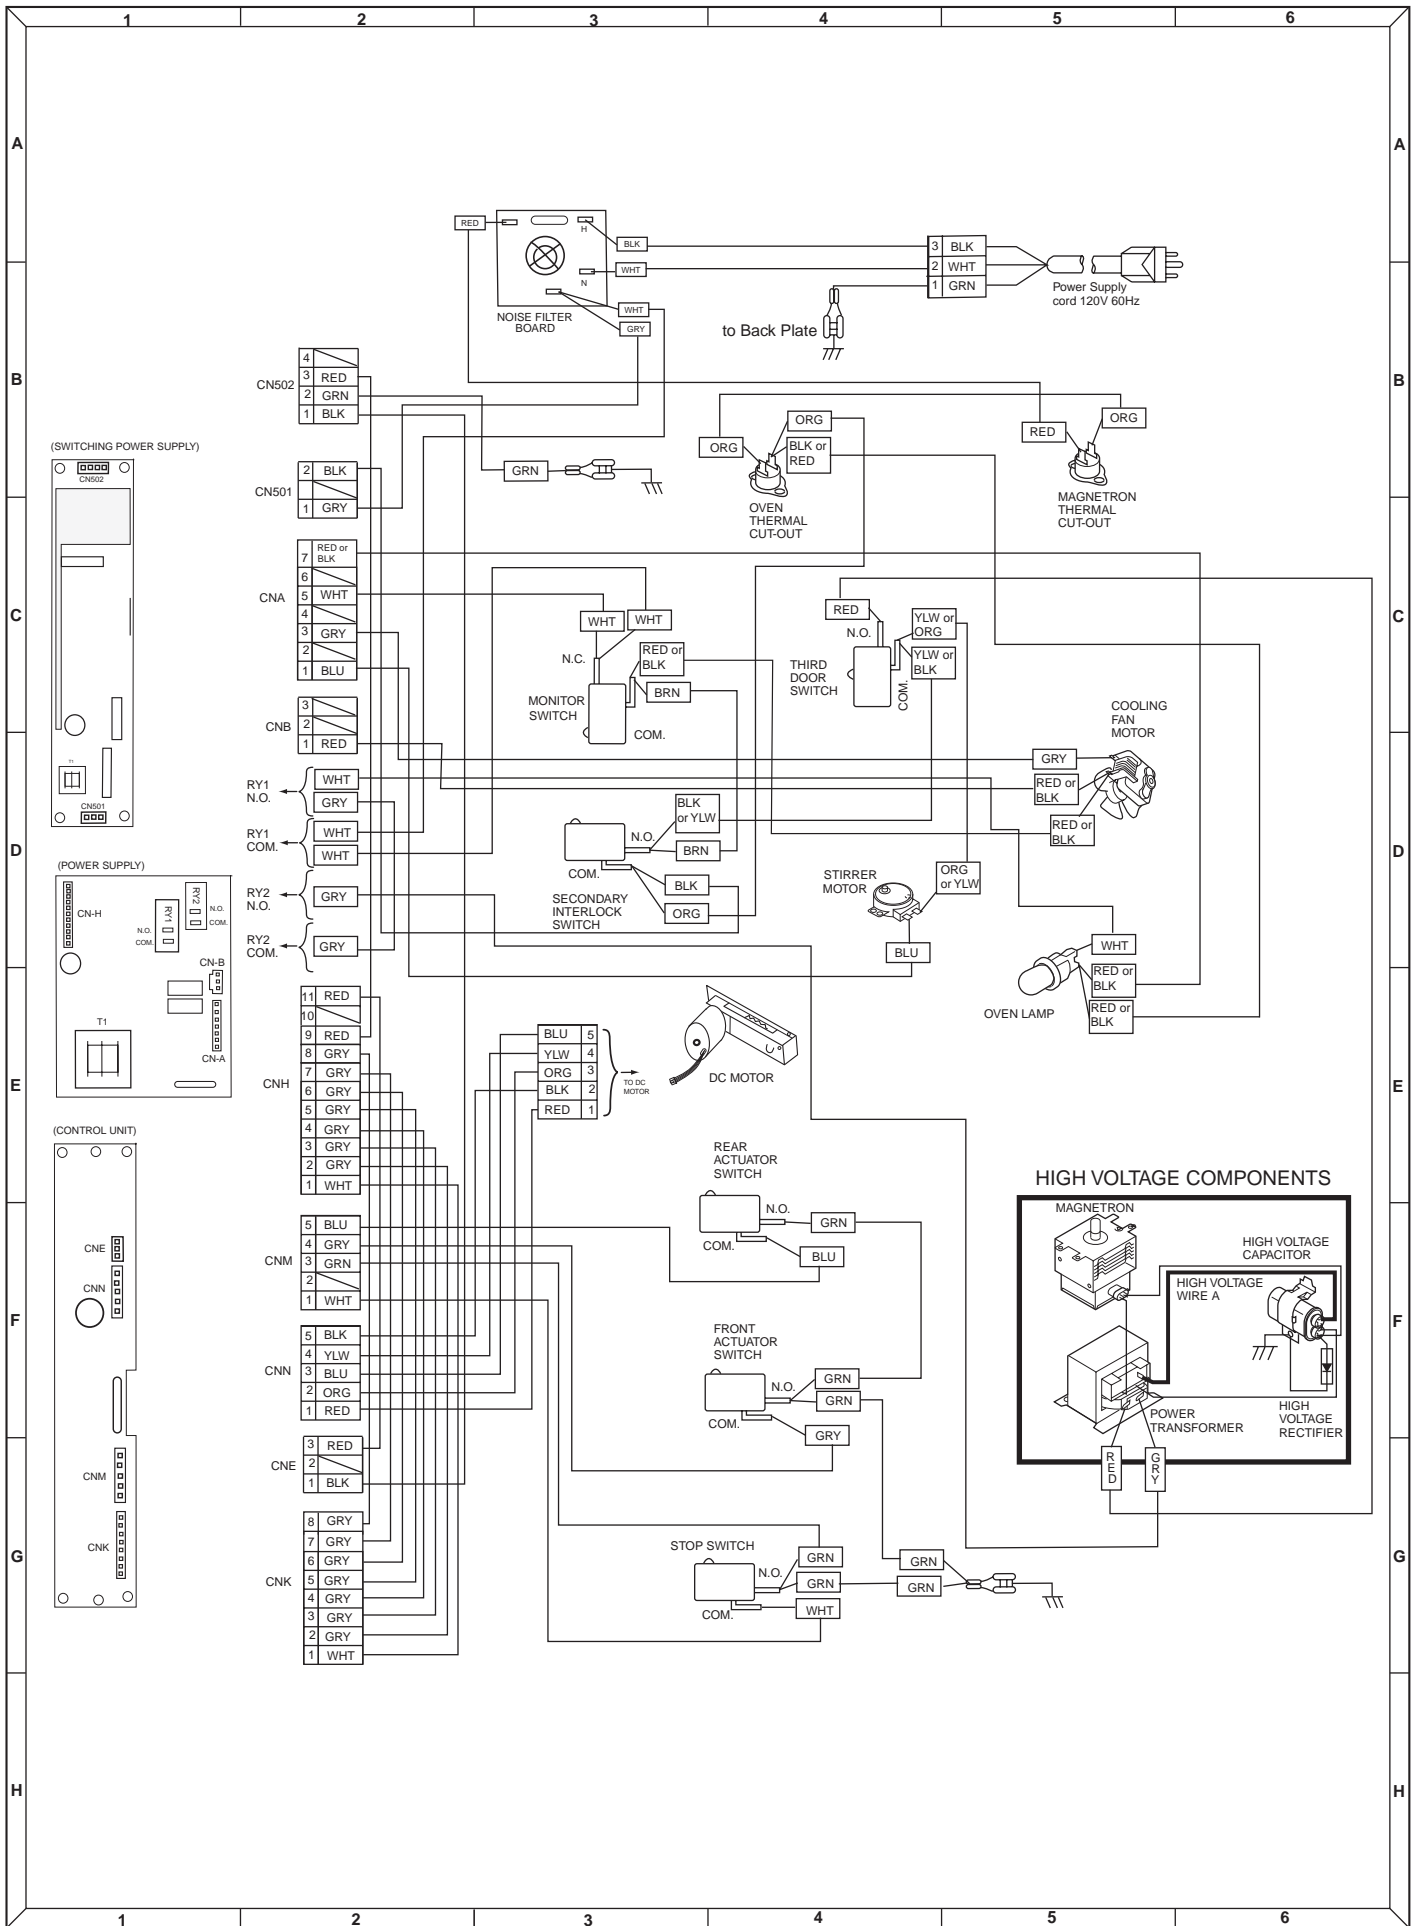 1 2 3 4 5 6
A A
RED
H
BLK
WHT
N
WHT
GRY
NOISE FILTER
BOARD
3 BLK
2 WHT
1 GRN
Power Supply
cord 120V 60Hz
to Back Plate
B B
CN502
4
3 RED
2 GRN
1 BLK
(SWITCHING POWER SUPPLY)
CN502
T1
CN501
CN501
2 BLK
1 GRY
GRN
ORG
ORG
BLK or
RED
OVEN
THERMAL
CUT-OUT
RED
ORG
MAGNETRON
THERMAL
CUT-OUT
C C
CNA
7 RED or
BLK
6
5 WHT
4
3 GRY
2
1 BLU
WHT
WHT
N.C.
RED or
BLK
BRN
MONITOR
SWITCH
COM.
RED
N.O.
YLW or
ORG
YLW or
BLK
THIRD
DOOR
SWITCH
COM.
COOLING
FAN
MOTOR
CNB
3
2
1 RED
GRY
RED or
BLK
RED or
BLK
RY1
N.O.
WHT
GRY
RY1
COM.
WHT
WHT
D D
RY2
N.O.
GRY
RY2
COM.
GRY
BLK
or YLW
N.O.
BRN
COM.
BLK
ORG
SECONDARY
INTERLOCK
SWITCH
STIRRER
MOTOR
ORG
or YLW
BLU
WHT
RED or
BLK
RED or
BLK
OVEN LAMP
(POWER SUPPLY)
CN-H
RY2
N.O.
COM.
RY1
N.O.
COM.
CN-B
T1
CN-A
E E
CNH
11 RED
10
9 RED
8 GRY
7 GRY
6 GRY
5 GRY
4 GRY
3 GRY
2 GRY
1 WHT
BLU 5
YLW 4
ORG 3
BLK 2
RED 1
TO DC
MOTOR
DC MOTOR
(CONTROL UNIT)
CNE
CNN
CNM
CNK
REAR
ACTUATOR
SWITCH
N.O.
GRN
COM.
BLU
HIGH VOLTAGE COMPONENTS
MAGNETRON
HIGH VOLTAGE
CAPACITOR
HIGH VOLTAGE
WIRE A
POWER
TRANSFORMER
HIGH
VOLTAGE
RECTIFIER
RED
GRY
F F
CNM
5 BLU
4 GRY
3 GRN
2
1 WHT
CNN
5 BLK
4 YLW
3 BLU
2 ORG
1 RED
FRONT
ACTUATOR
SWITCH
N.O.
GRN
GRN
COM.
GRY
CNE
3 RED
2
1 BLK
G G
CNK
8 GRY
7 GRY
6 GRY
5 GRY
4 GRY
3 GRY
2 GRY
1 WHT
STOP SWITCH
N.O.
GRN
GRN
COM.
WHT
GRN
GRN
H H
1 2 3 4 5 6